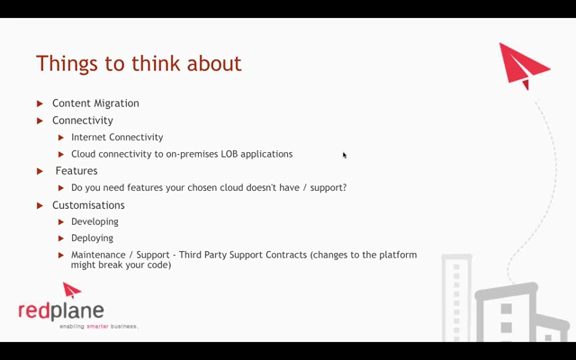 Things to think about
Content Migration
Connectivity
Internet Connectivity
Cloud connectivity to on-premises LOB applications
Features
Do you need features your chosen cloud doesn't have / support?
Customisations
Developing
Deploying
Maintenance / Support - Third Party Support Contracts (changes to the platform
might break your code)
redplane
enabling smarter business.